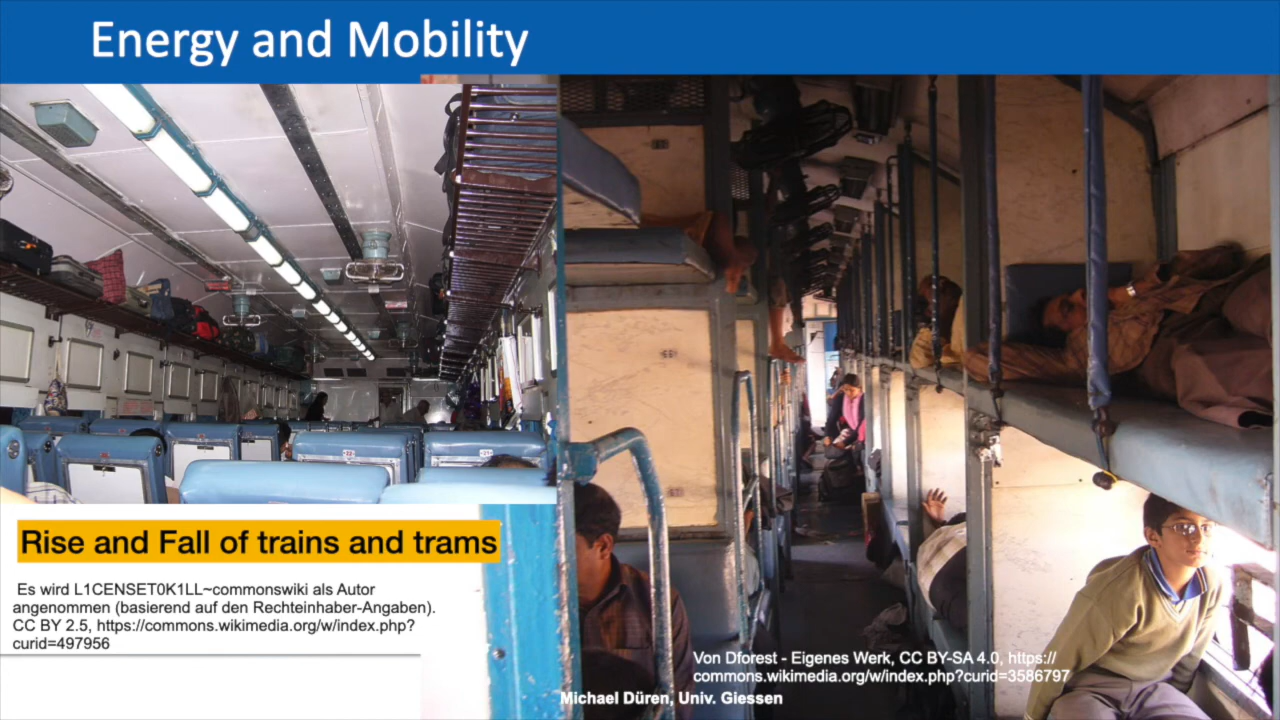 Energy and Mobility
Rise and Fall of trains and trams
Es wird L1CENSET0K1LL~commonswiki als Autor
angenommen (basierend auf den Rechteinhaber-Angaben).
CC BY 2.5, https://commons.wikimedia.org/w/index.php?
curid=497956
Von Dforest - Eigenes Werk, CC BY-SA 4.0, https://
commons.wikimedia.org/w/index.php?curid=3586797
Michael Düren, Univ. Giessen